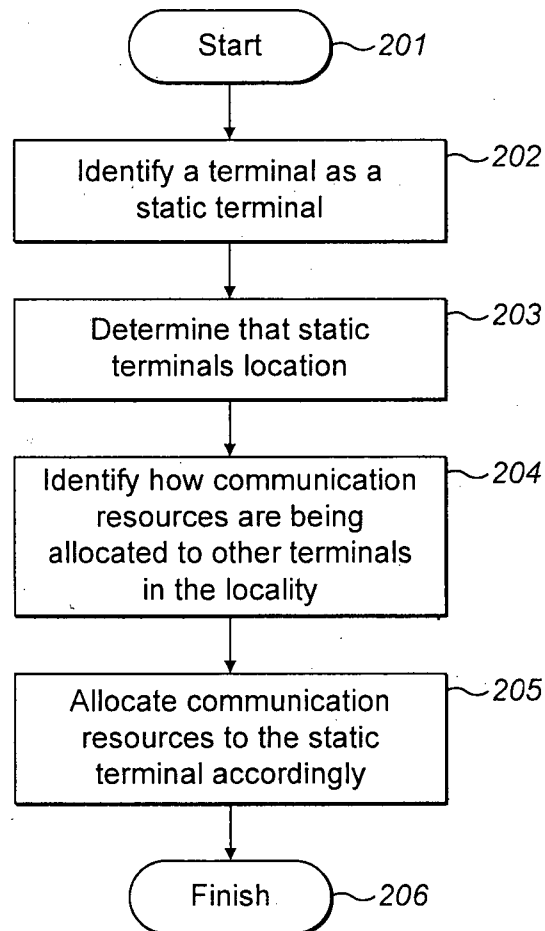 Start
201
Identify a terminal as a
static terminal
202
Determine that static
terminals location
203
Identify how communication
resources are being
allocated to other terminals
in the locality
204
Allocate communication
resources to the static
terminal accordingly
205
Finish
206